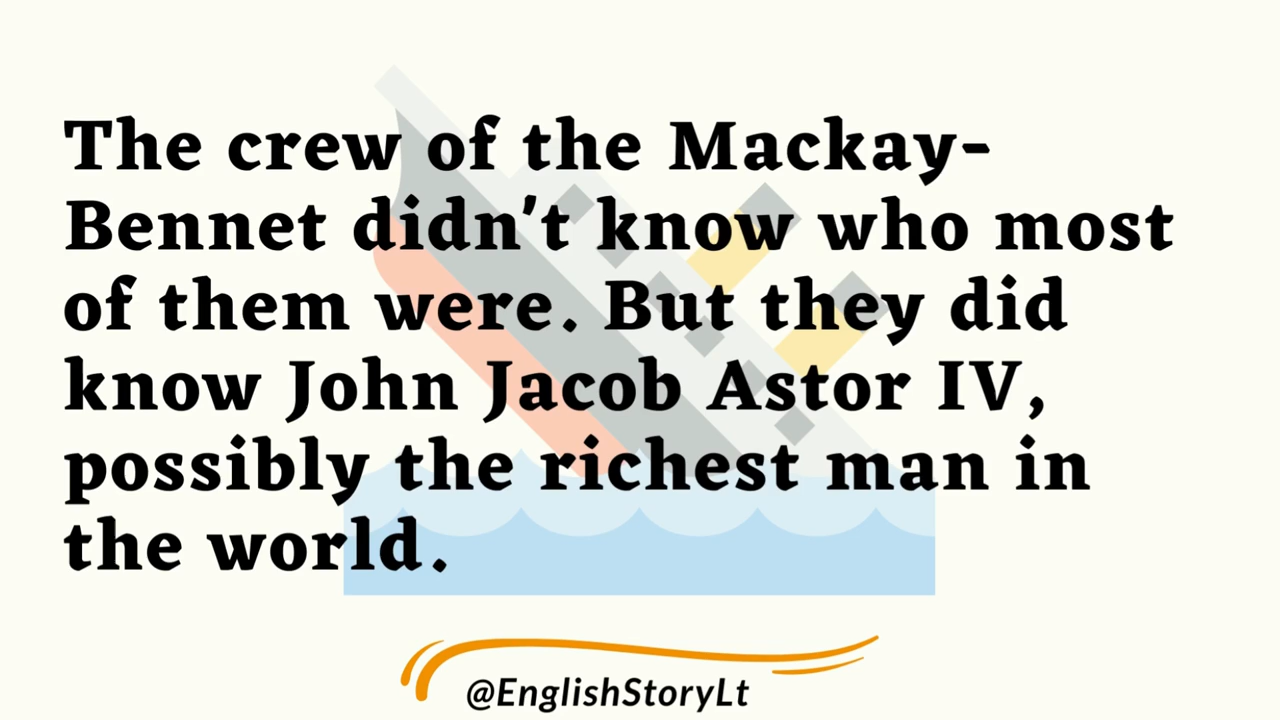 The crew of the Mackay-
Bennet didn't know who most
of them were. But they did
know John Jacob Astor IV,
possibly the richest man in
the world.
@EnglishStoryLt